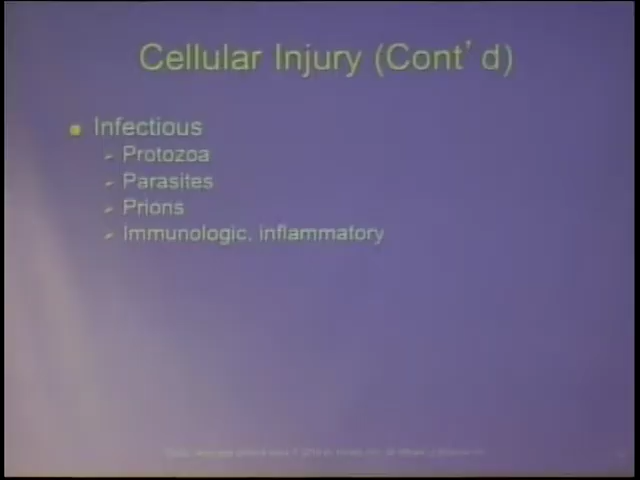 Cellular Injury (Cont' d)
Infectious
Protozoa
Parasites
Prions
Immunologic, inflammatory